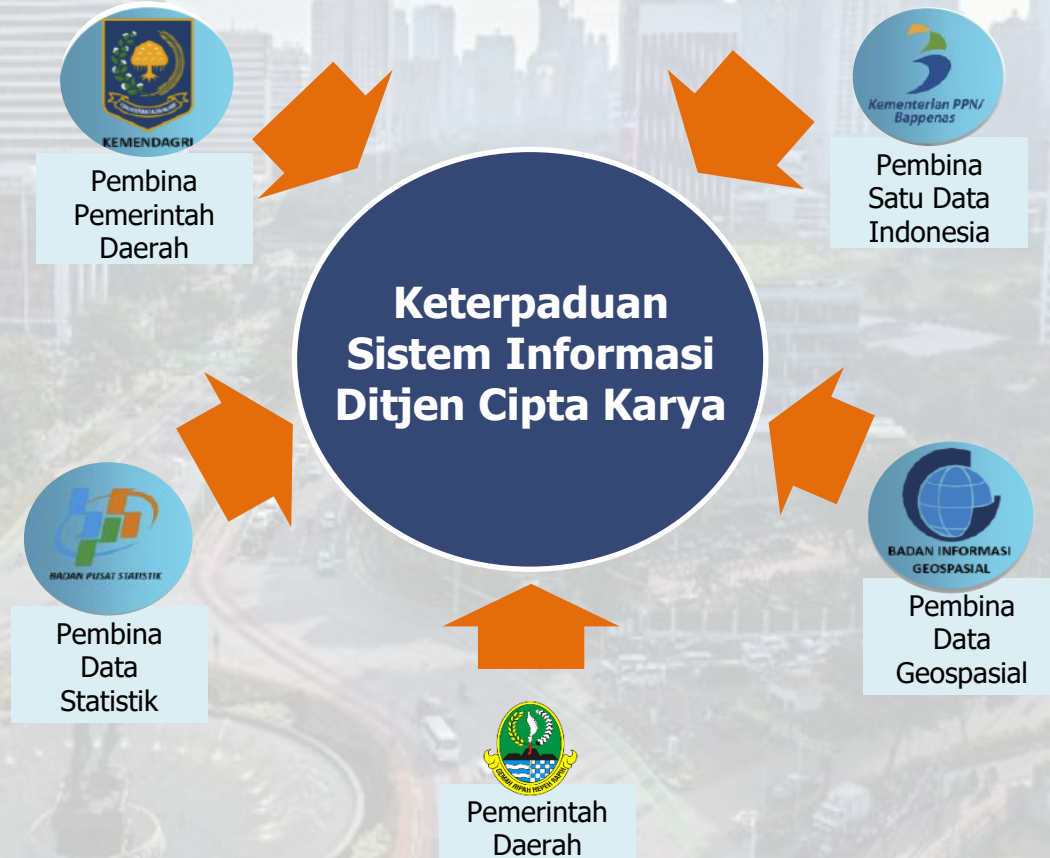 KEMENDAGRI
Pembina
Pemerintah
Daerah
Kementerian PPN/
Bappenas
Pembina
Satu Data
Indonesia
Keterpaduan
Sistem Informasi
Ditjen Cipta Karya
BADAN PUSAT STATISTIK
Pembina
Data
Statistik
BADAN INFORMASI
GEOSPASIAL
Pembina
Data
Geospasial
GEMAH RIPAH REPEH RAPIH
Pemerintah
Daerah